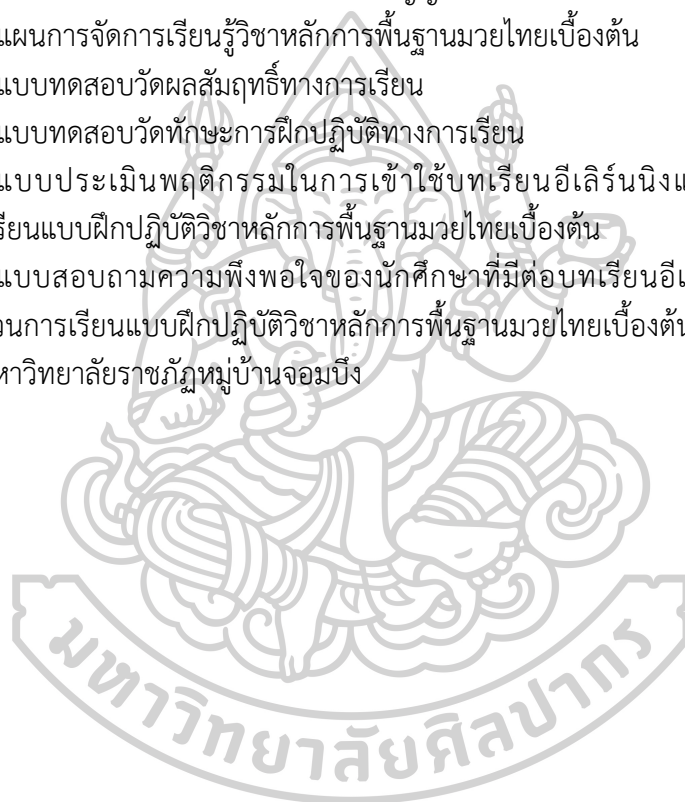 แผนการจัดการเรียนรู้วิชาหลักการพื้นฐานมวยไทยเบื้องต้น
แบบทดสอบวัดผลสัมฤทธิ์ทางการเรียน
แบบทดสอบวัดทักษะการฝึกปฏิบัติทางการเรียน
แบบประเมินพฤติกรรมในการเข้าใช้บทเรียนอีเลิร์นนิงแ
รียนแบบฝึกปฏิบัติวิชาหลักการพื้นฐานมวยไทยเบื้องต้น
แบบสอบถามความพึงพอใจของนักศึกษาที่มีต่อบทเรียนอีเ
วนการเรียนแบบฝึกปฏิบัติวิชาหลักการพื้นฐานมวยไทยเบื้องต้น
หาวิทยาลัยราชภัฏหมู่บ้านจอมบึง
มหาวิทยาลัยศิลปากร